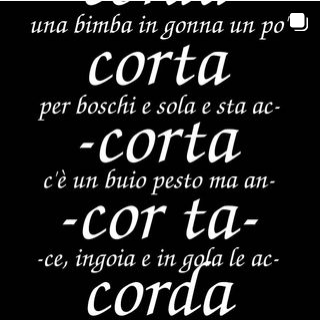 una bimba in gonna un po'
corta
per boschi e sola e sta ac-
-corta
c'è un buio pesto ma an-
-cor ta-
-ce, ingoia e in gola le ac-
corda